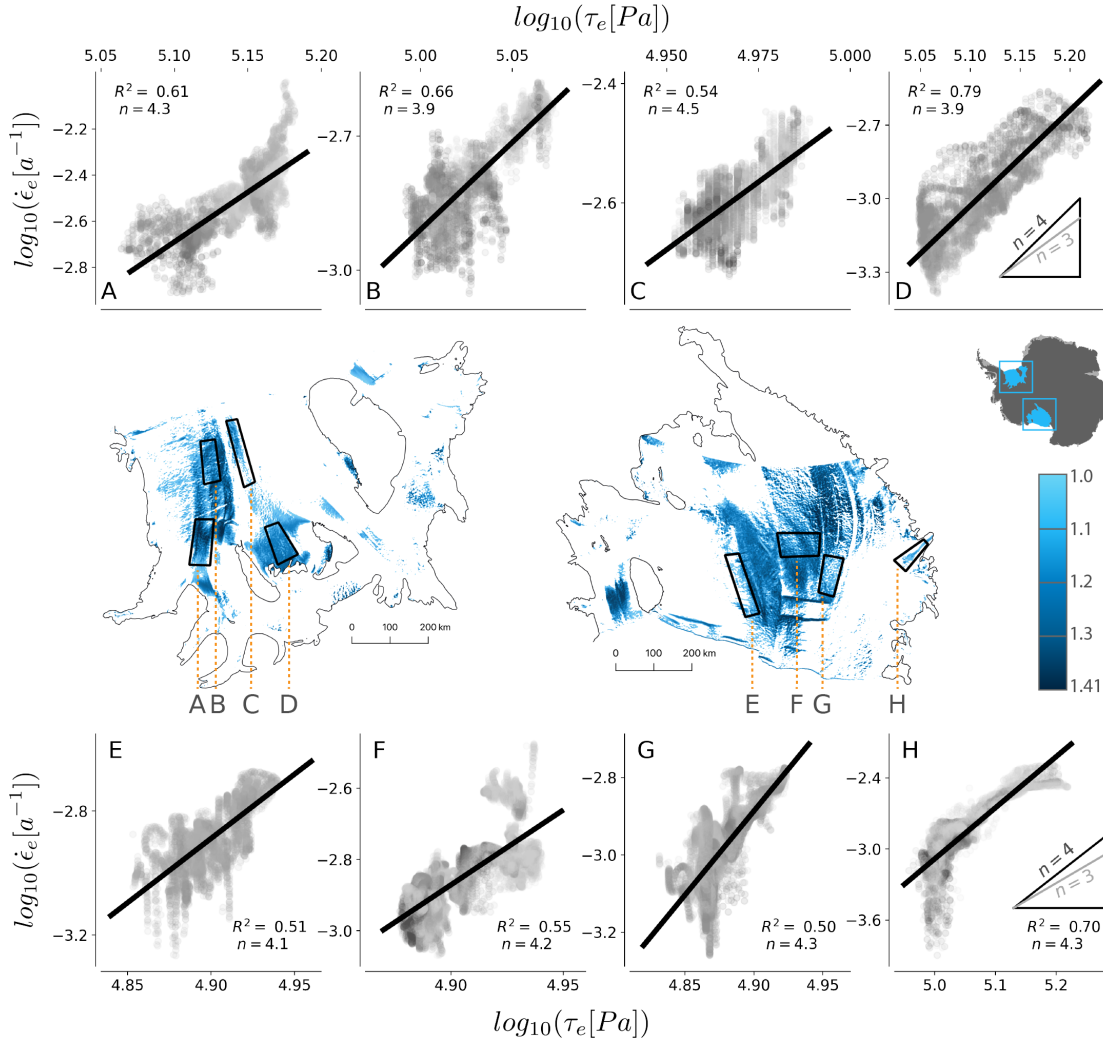 log10(τe[Pa])
5.05 5.10 5.15 5.20
5.00 5.05
4.950 4.975 5.000
5.05 5.10 5.15 5.20
log10(ε̇e[a−1])
R² = 0.61
n = 4.3
−2.2
−2.4
−2.6
−2.8
A
R² = 0.66
n = 3.9
−2.7
−3.0
B
R² = 0.54
n = 4.5
−2.4
−2.6
C
R² = 0.79
n = 3.9
−2.7
−3.0
−3.3
n = 4
n = 3
D
0 100 200 km
A B C D
0 100 200 km
E F G H
1.0
1.1
1.2
1.3
1.41
log10(ε̇e[a−1])
E
−2.8
−3.2
R² = 0.51
n = 4.1
4.85 4.90 4.95
F
−2.6
−2.8
−3.0
R² = 0.55
n = 4.2
4.90 4.95
G
−2.8
−3.0
−3.2
R² = 0.50
n = 4.3
4.85 4.90 4.95
H
−2.4
−3.0
−3.6
n = 4
n = 3
R² = 0.70
n = 4.3
5.0 5.1 5.2
log10(τe[Pa])